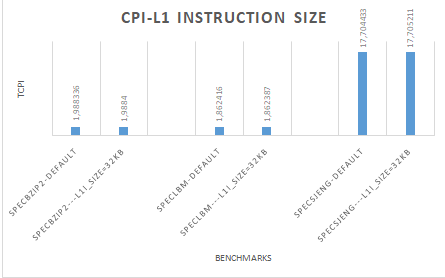 CPI-L1 INSTRUCTION SIZE
TCPI
1,988336
1,9884
1,862416
1,862387
17,704433
17,705211
SPECBZIP2-DEFAULT
SPECBZIP2---L1I_SIZE=32KB
SPECLBM-DEFAULT
SPECLBM---L1I_SIZE=32KB
SPECSJENG-DEFAULT
SPECSJENG---L1I_SIZE=32KB
BENCHMARKS